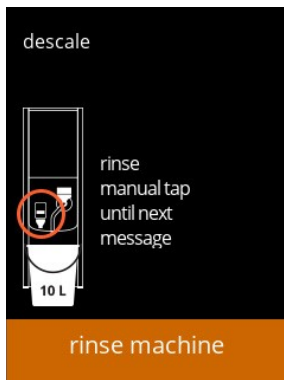 descale
rinse
manual tap
until next
message
10 L
rinse machine